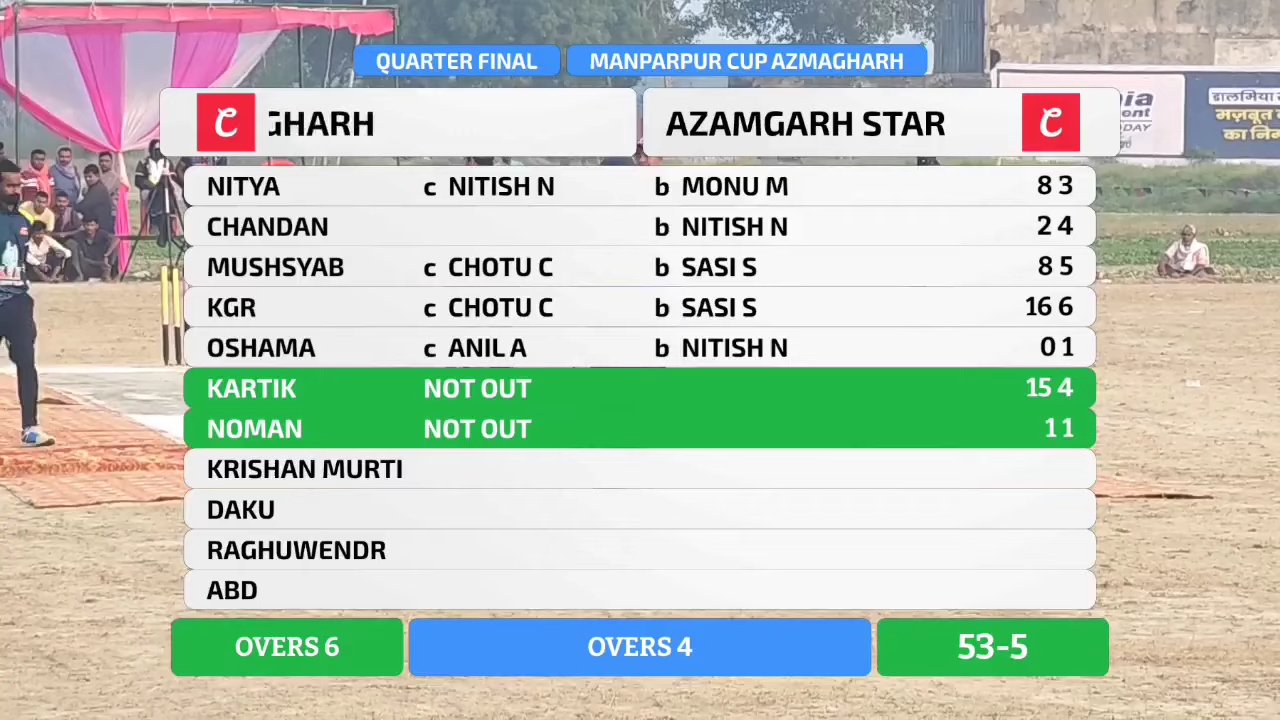 QUARTER FINAL MANPARPUR CUP AZMAGHARH
GHARH AZAMGARH STAR
NITYA c NITISH N b MONU M 8 3
CHANDAN b NITISH N 2 4
MUSHSYAB c CHOTU C b SASI S 8 5
KGR c CHOTU C b SASI S 16 6
OSHAMA c ANIL A b NITISH N 0 1
KARTIK NOT OUT 15 4
NOMAN NOT OUT 1 1
KRISHAN MURTI
DAKU
RAGHUWENDR
ABD
OVERS 6 OVERS 4 53-5
डालमिया
मज़बूत